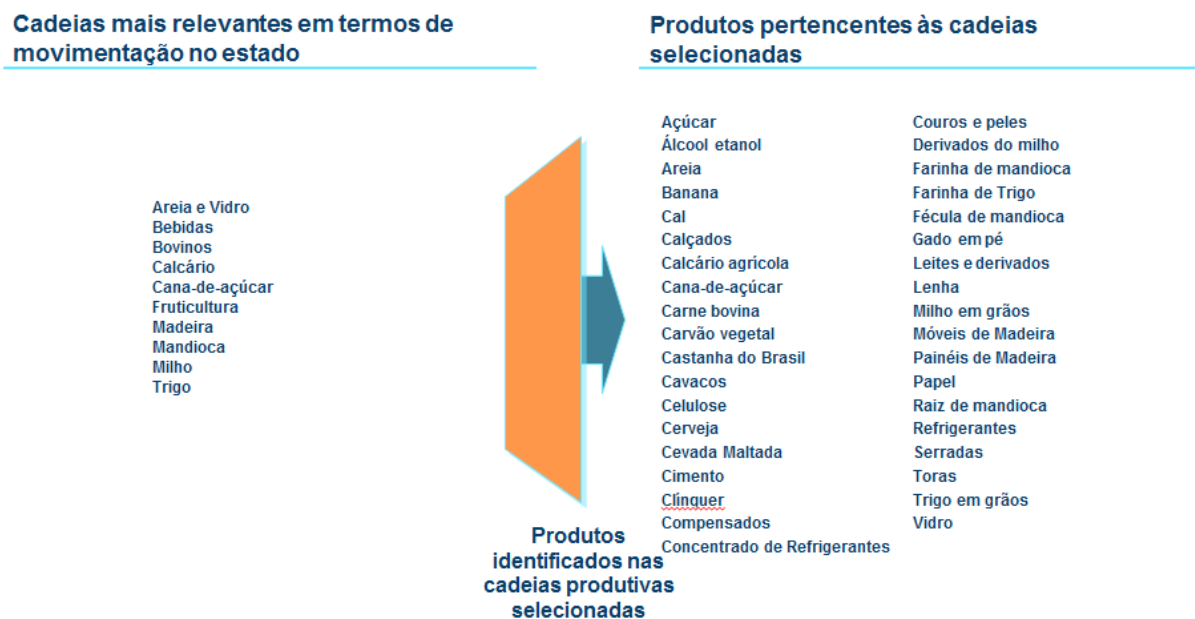 Cadeias mais relevantes em termos de
movimentação no estado
Produtos pertencentes às cadeias
selecionadas
Areia e Vidro
Bebidas
Bovinos
Calcário
Cana-de-açúcar
Fruticultura
Madeira
Mandioca
Milho
Trigo
Produtos
identificados nas
cadeias produtivas
selecionadas
Açúcar
Álcool etanol
Areia
Banana
Cal
Calçados
Calcário agrícola
Cana-de-açúcar
Carne bovina
Carvão vegetal
Castanha do Brasil
Cavacos
Celulose
Cerveja
Cevada Maltada
Cimento
Clínquer
Compensados
Concentrado de Refrigerantes
Couros e peles
Derivados do milho
Farinha de mandioca
Farinha de Trigo
Fécula de mandioca
Gado em pé
Leites e derivados
Lenha
Milho em grãos
Móveis de Madeira
Painéis de Madeira
Papel
Raiz de mandioca
Refrigerantes
Serradas
Toras
Trigo em grãos
Vidro